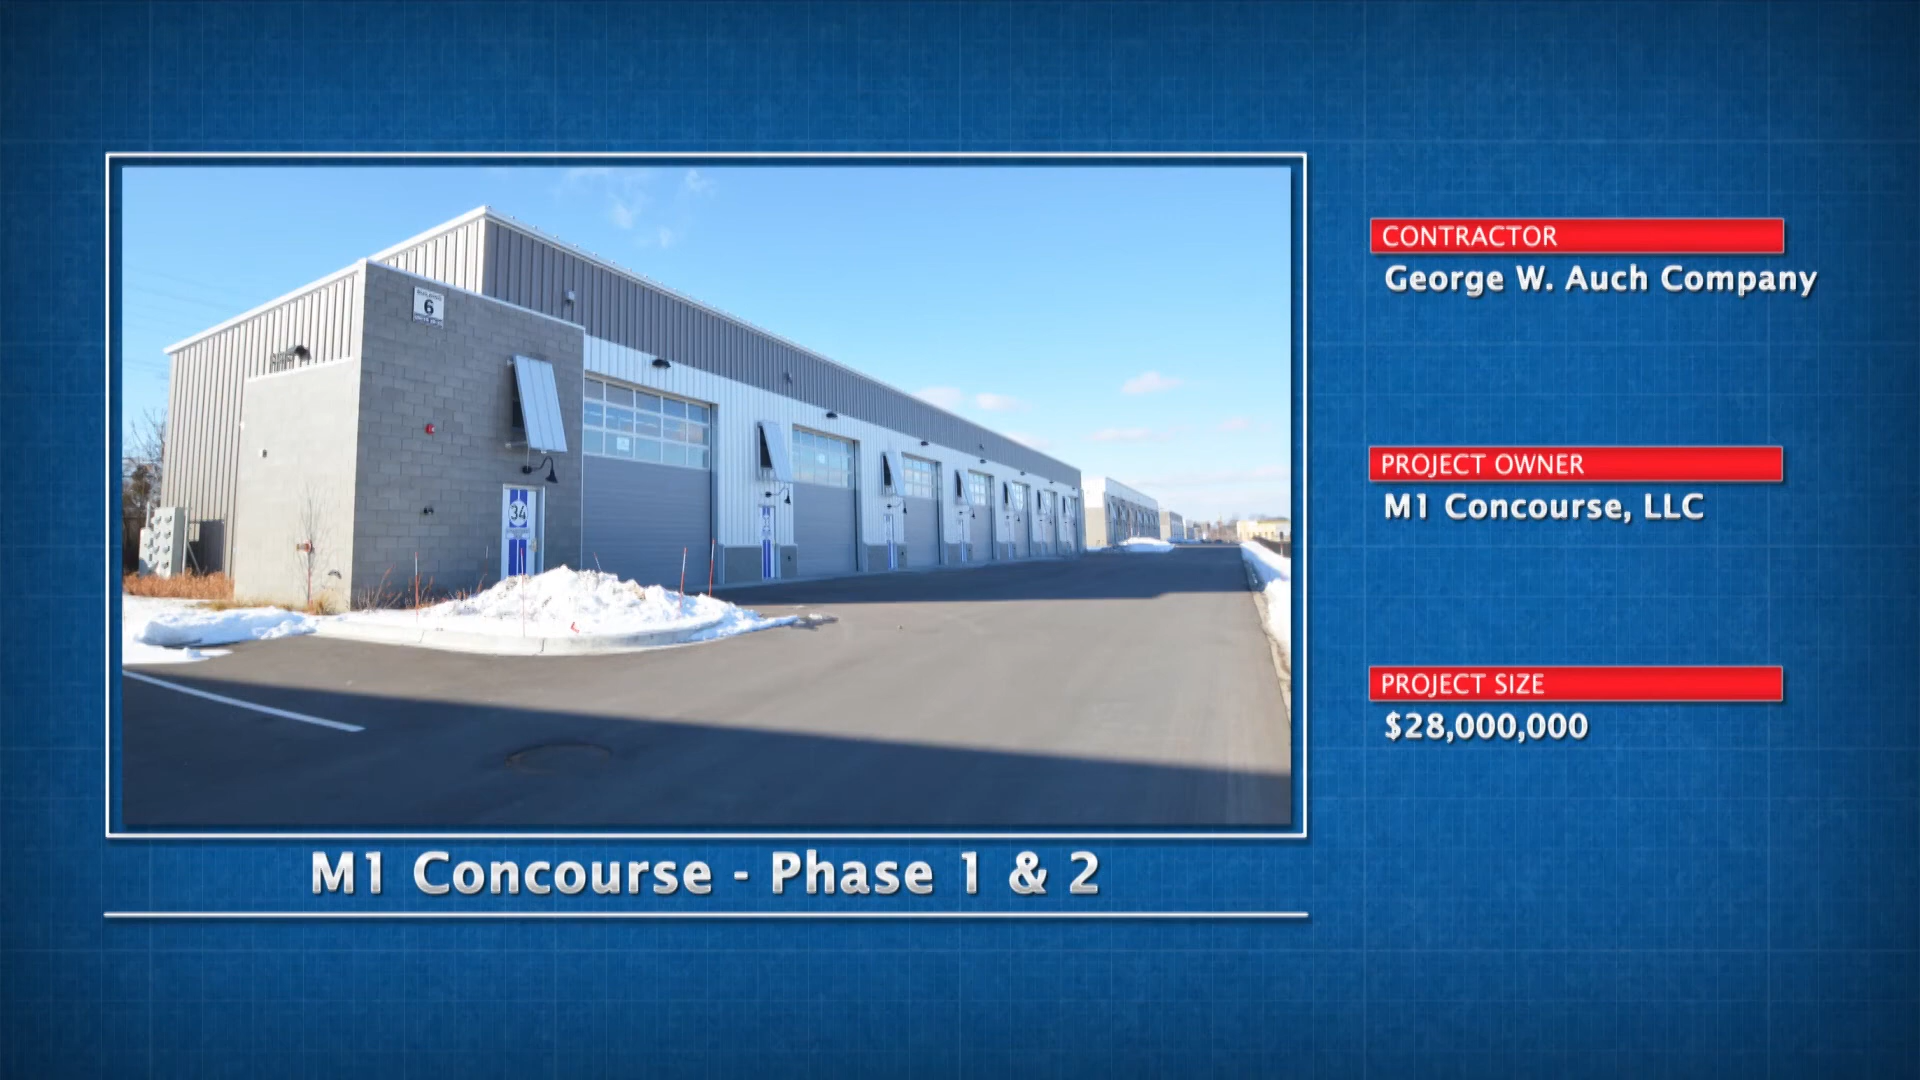 BUILDING
6
34
M1 Concourse - Phase 1 & 2
CONTRACTOR
George W. Auch Company
PROJECT OWNER
M1 Concourse, LLC
PROJECT SIZE
$28,000,000